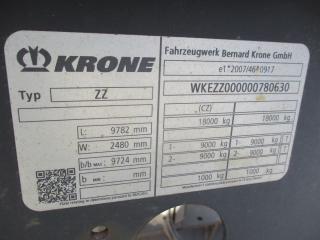 KRONE
Fahrzeugwerk Bernard Krone GmbH
e1*2007/46*0917
Typ ZZ
WKEZZ000000780630
(CZ)
18000 kg 18000 kg
L: 9782 mm
W: 2480 mm
b/b MAX: 9724 mm
b : mm
1- 9000 kg 1- 9000 kg T
2- 9000 kg 2- 9000 kg T
1000 kg 1000 kg